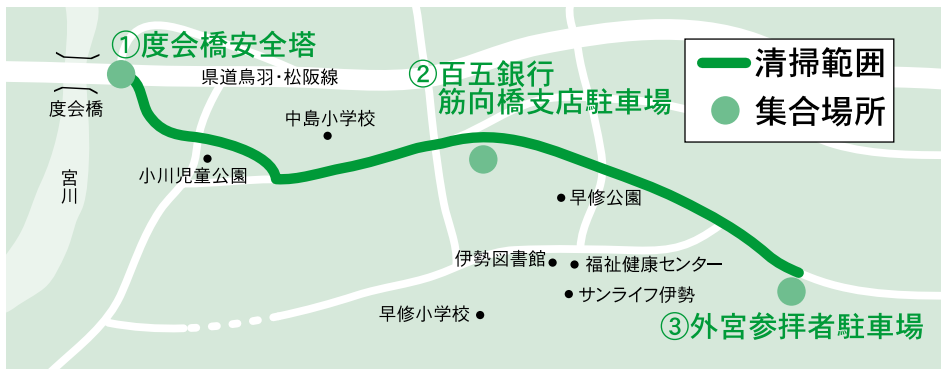 ①度会橋安全塔
県道鳥羽・松阪線
②百五銀行
筋向橋支店駐車場
清掃範囲
集合場所
度会橋
中島小学校
小川児童公園
宮川
早修公園
伊勢図書館
福祉健康センター
サンライフ伊勢
早修小学校
③外宮参拝者駐車場